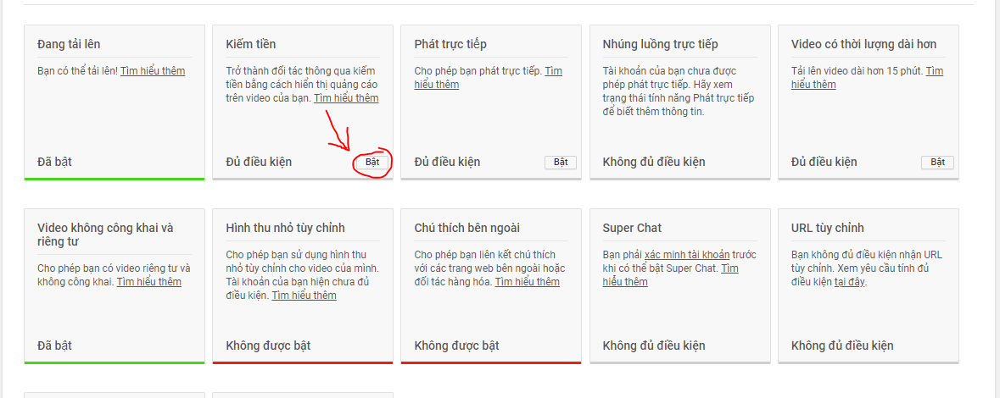 Đang tải lên
Bạn có thể tải lên! Tìm hiểu thêm
Đã bật
Kiếm tiền
Trở thành đối tác thông qua kiếm
tiền bằng cách hiển thị quảng cáo
trên video của bạn. Tìm hiểu thêm
Đủ điều kiện
Bật
Phát trực tiếp
Cho phép bạn phát trực tiếp. Tìm
hiểu thêm
Đủ điều kiện
Bật
Nhúng luồng trực tiếp
Tài khoản của bạn chưa được
phép phát trực tiếp. Hãy xem
trạng thái tính năng Phát trực tiếp
để biết thêm thông tin.
Không đủ điều kiện
Video có thời lượng dài hơn
Tải lên video dài hơn 15 phút. Tìm
hiểu thêm
Đủ điều kiện
Bật
Video không công khai và
riêng tư
Cho phép bạn có video riêng tư và
không công khai. Tìm hiểu thêm
Đã bật
Hình thu nhỏ tùy chỉnh
Cho phép bạn sử dụng hình thu
nhỏ tùy chỉnh cho video của mình.
Tài khoản của bạn hiện chưa đủ
điều kiện. Tìm hiểu thêm
Không được bật
Chú thích bên ngoài
Cho phép bạn liên kết chú thích
với các trang web bên ngoài hoặc
đối tác hàng hóa. Tìm hiểu thêm
Không được bật
Super Chat
Bạn phải xác minh tài khoản trước
khi có thể bật Super Chat. Tìm
hiểu thêm
Không đủ điều kiện
URL tùy chỉnh
Bạn không đủ điều kiện nhận URL
tùy chỉnh. Xem yêu cầu tính đủ
điều kiện tại đây.
Không đủ điều kiện